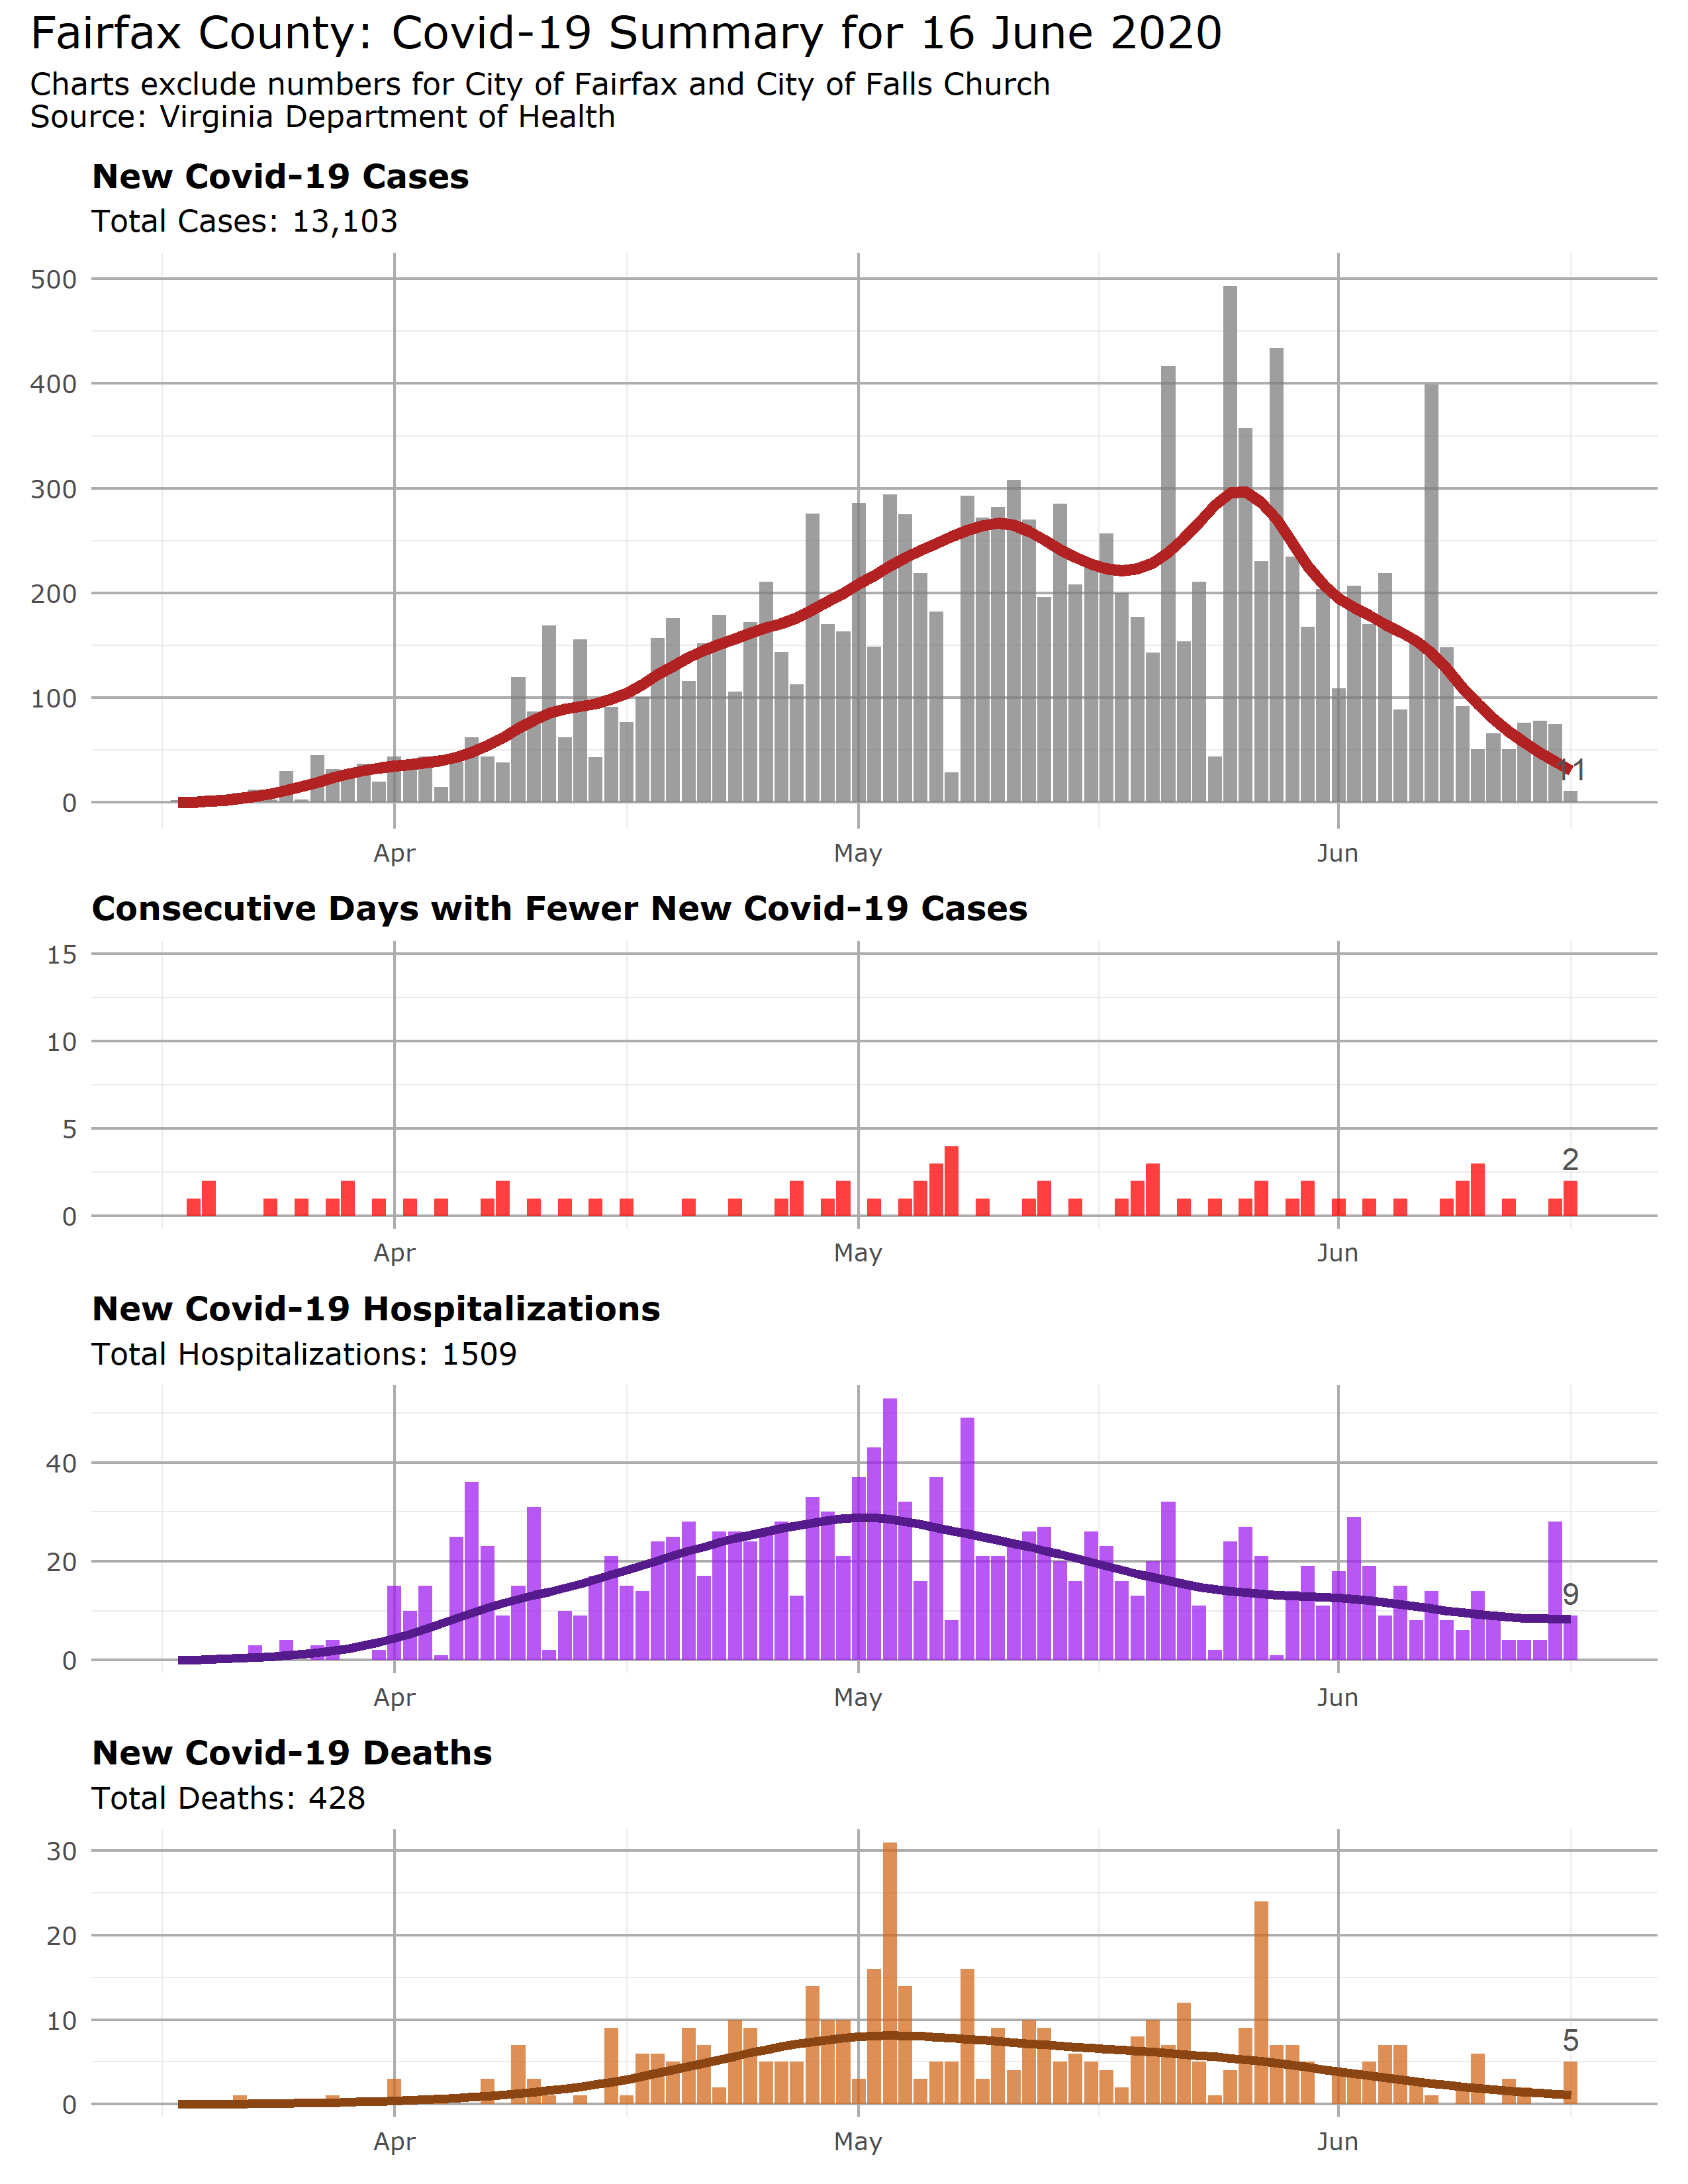 Fairfax County: Covid-19 Summary for 16 June 2020
Charts exclude numbers for City of Fairfax and City of Falls Church
Source: Virginia Department of Health
New Covid-19 Cases
Total Cases: 13,103
500
400
300
200
100
0
11
Apr May Jun
Consecutive Days with Fewer New Covid-19 Cases
15
10
5
0
2
Apr May Jun
New Covid-19 Hospitalizations
Total Hospitalizations: 1509
40
20
0
9
Apr May Jun
New Covid-19 Deaths
Total Deaths: 428
30
20
10
0
5
Apr May Jun